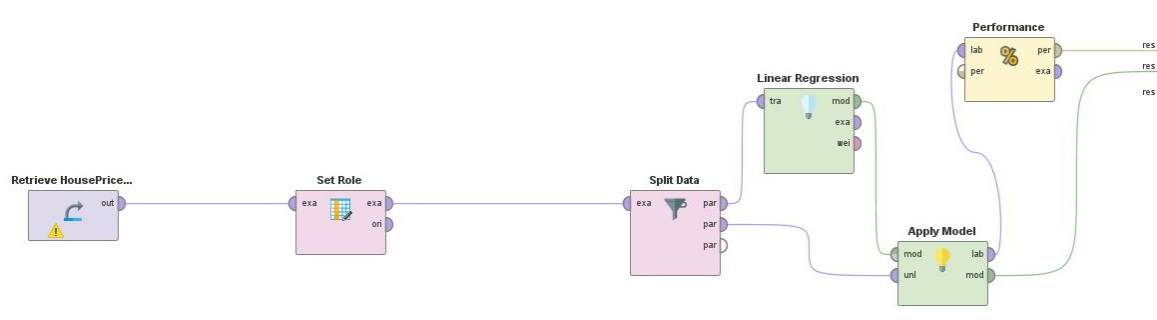 Performance
lab
per
res
per
exa
res
res
Linear Regression
tra
mod
exa
wei
Retrieve HousePrice...
out
Set Role
exa
exa
ori
Split Data
exa
par
par
par
Apply Model
mod
lab
unl
mod